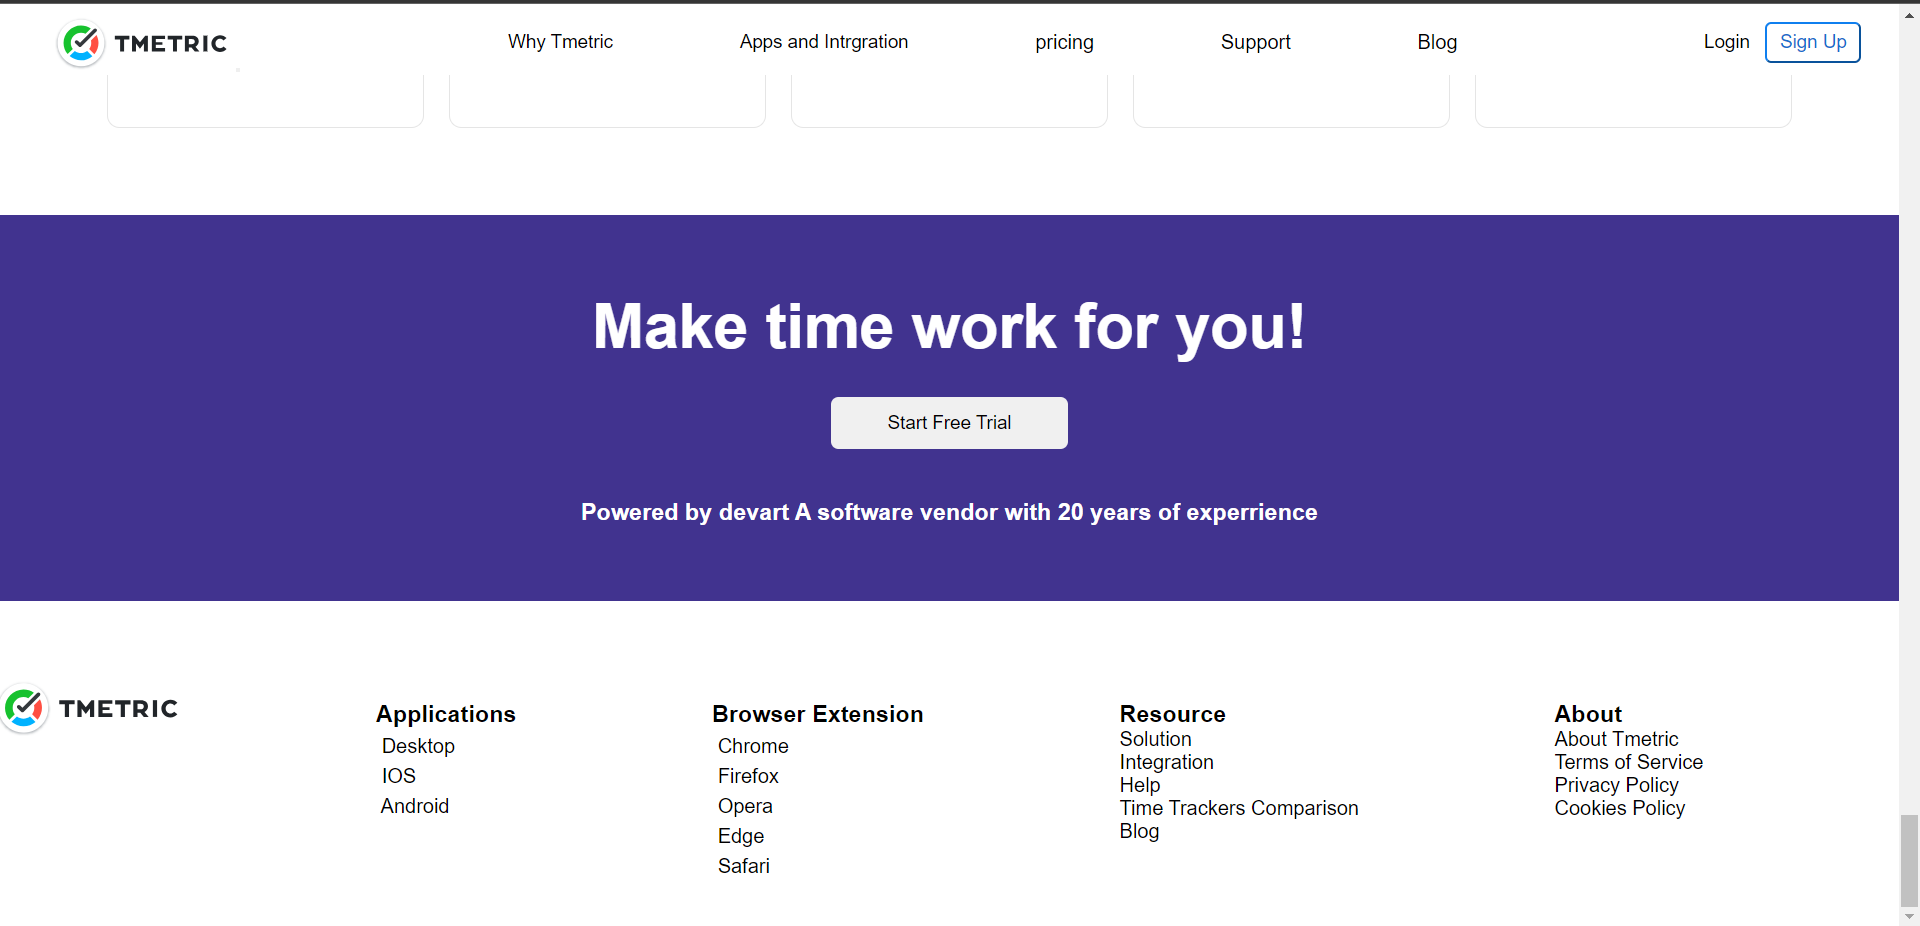 TMETRIC
Why Tmetric
Apps and Intrgration
pricing
Support
Blog
Login
Sign Up
Make time work for you!
Start Free Trial
Powered by devart A software vendor with 20 years of experrience
TMETRIC
Applications
Desktop
IOS
Android
Browser Extension
Chrome
Firefox
Opera
Edge
Safari
Resource
Solution
Integration
Help
Time Trackers Comparison
Blog
About
About Tmetric
Terms of Service
Privacy Policy
Cookies Policy